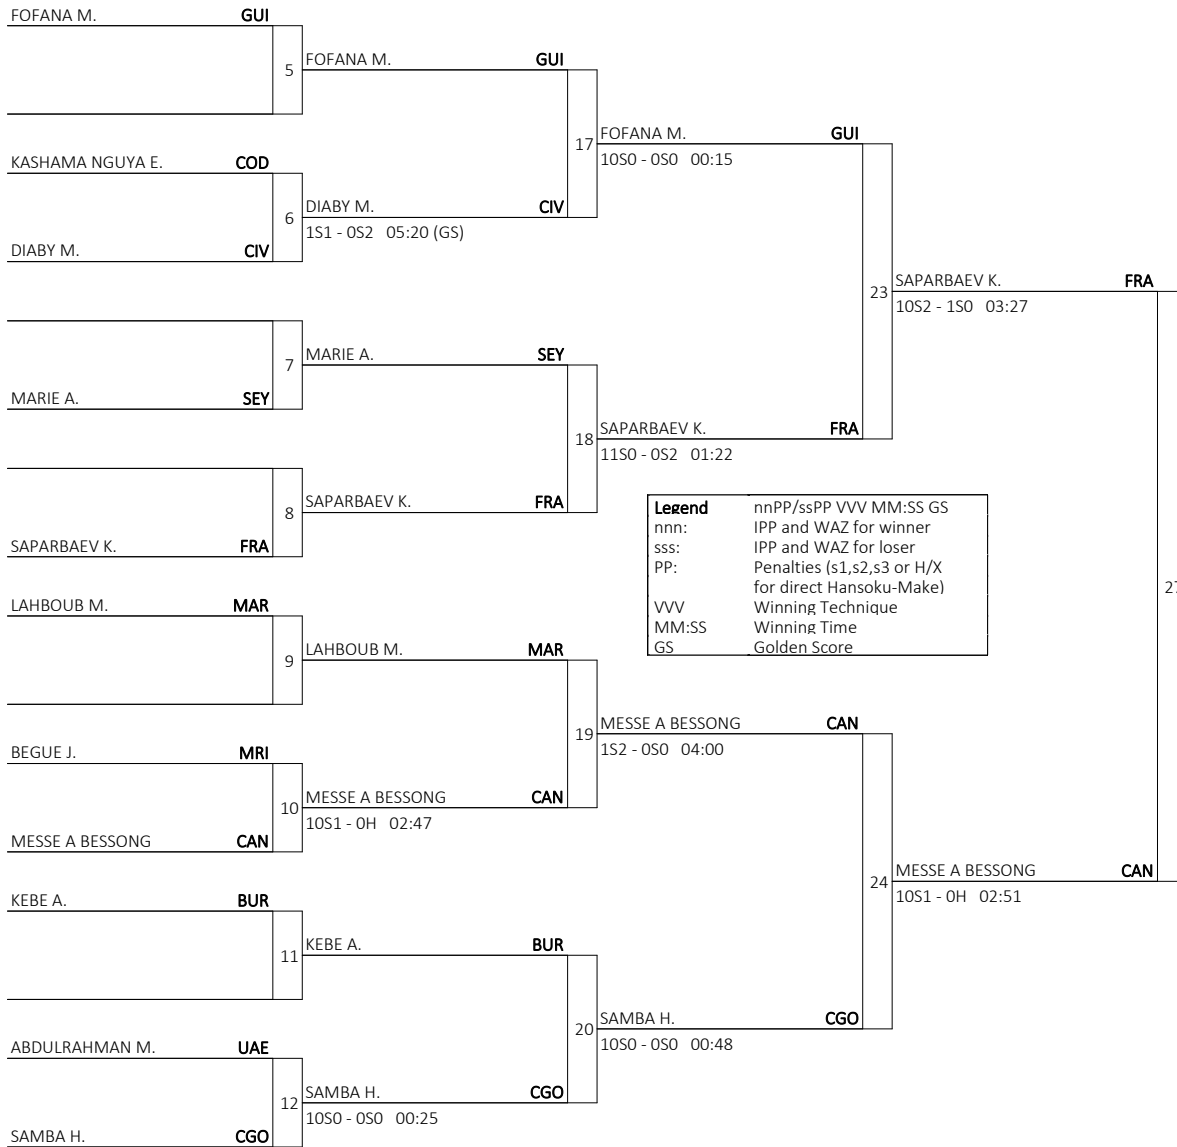 FOFANA M. GUI
5
FOFANA M. GUI
KASHAMA NGUYA E. COD
6
DIABY M. CIV
1S1 - 0S2 05:20 (GS)
DIABY M. CIV
17
FOFANA M. GUI
10S0 - 0S0 00:15
7
MARIE A. SEY
MARIE A. SEY
18
SAPARBAEV K. FRA
11S0 - 0S2 01:22
8
SAPARBAEV K. FRA
SAPARBAEV K. FRA
23
SAPARBAEV K. FRA
10S2 - 1S0 03:27
Legend nnPP/ssPP VVV MM:SS GS
nnn: IPP and WAZ for winner
sss: IPP and WAZ for loser
PP: Penalties (s1,s2,s3 or H/X
for direct Hansoku-Make)
VVV Winning Technique
MM:SS Winning Time
GS Golden Score
27
LAHBOUB M. MAR
9
LAHBOUB M. MAR
BEGUE J. MRI
10
MESSE A BESSONG CAN
10S1 - 0H 02:47
MESSE A BESSONG CAN
19
MESSE A BESSONG CAN
1S2 - 0S0 04:00
KEBE A. BUR
11
KEBE A. BUR
ABDULRAHMAN M. UAE
12
SAMBA H. CGO
10S0 - 0S0 00:25
SAMBA H. CGO
20
SAMBA H. CGO
10S0 - 0S0 00:48
24
MESSE A BESSONG CAN
10S1 - 0H 02:51